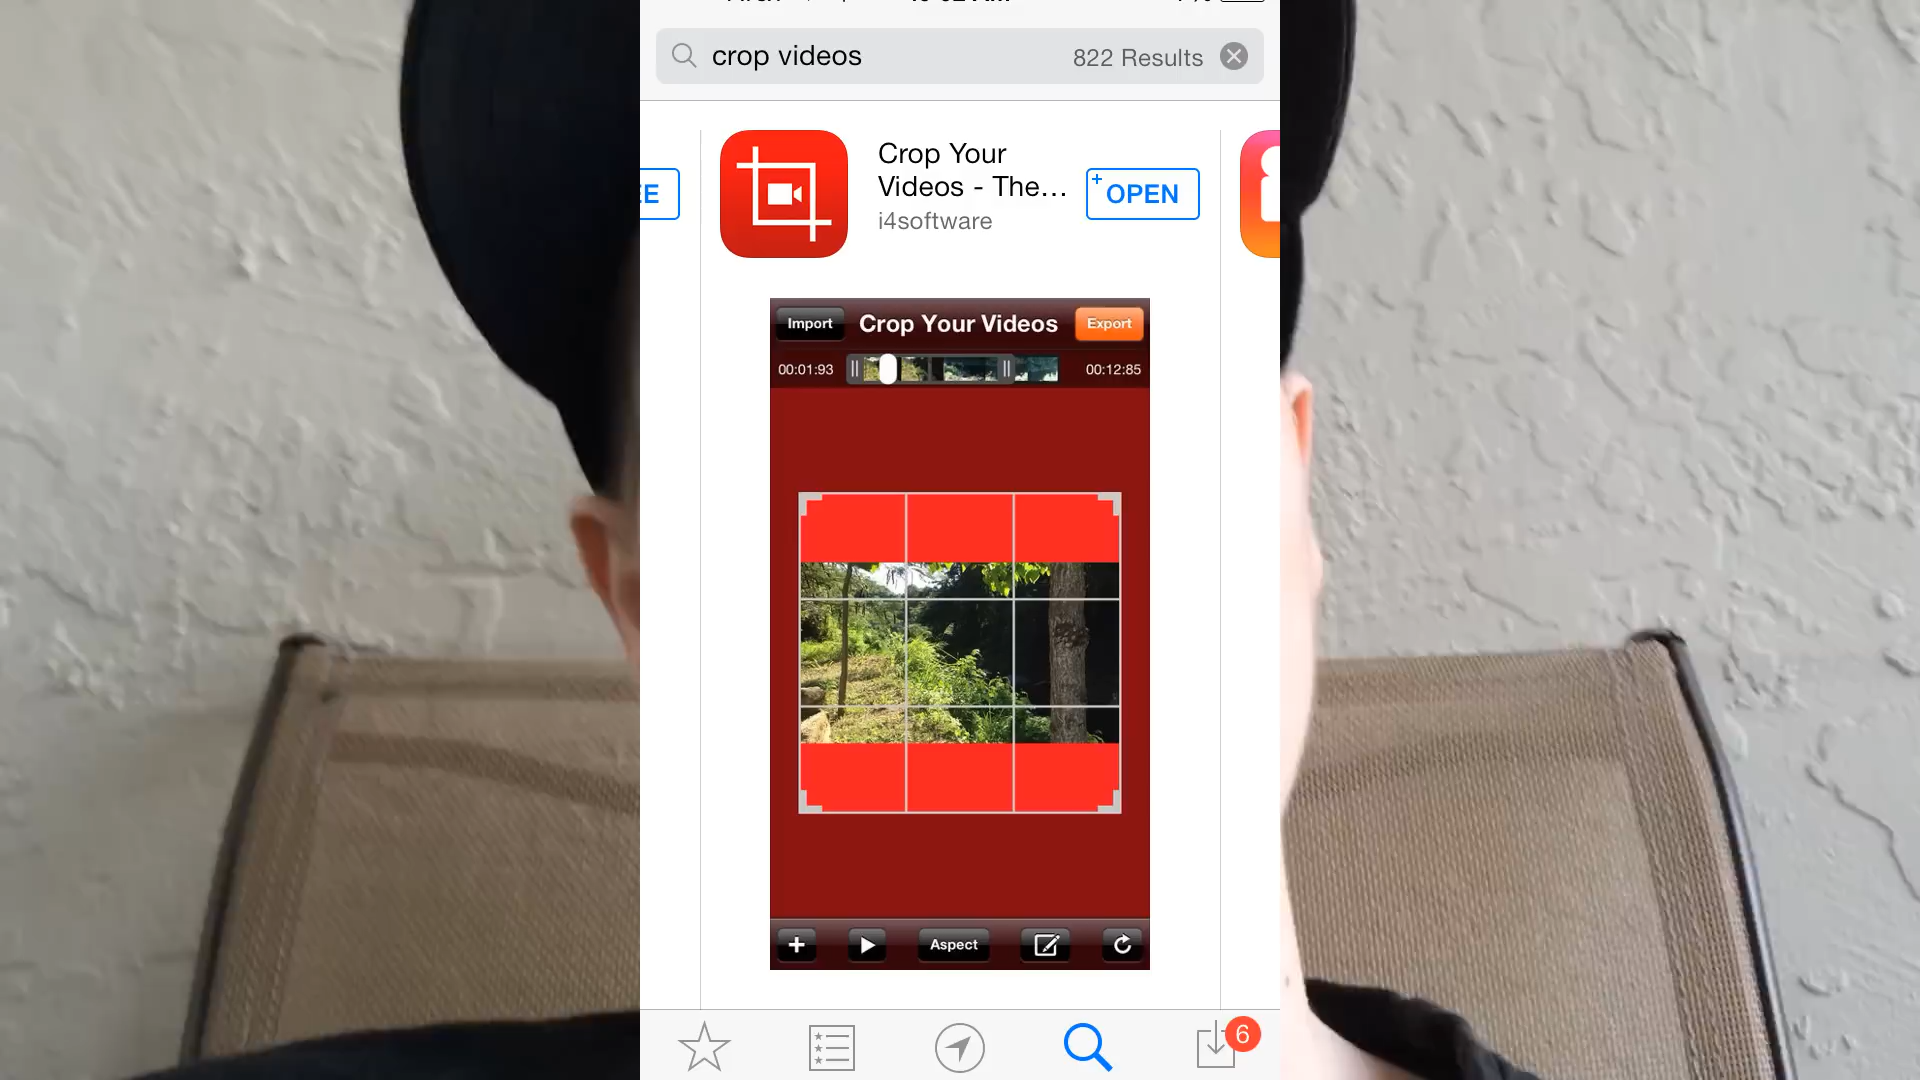 crop videos 822 Results
Crop Your
Videos - The...
i4software
+ OPEN
Import Crop Your Videos Export
00:01:93 00:12:85
Aspect
6